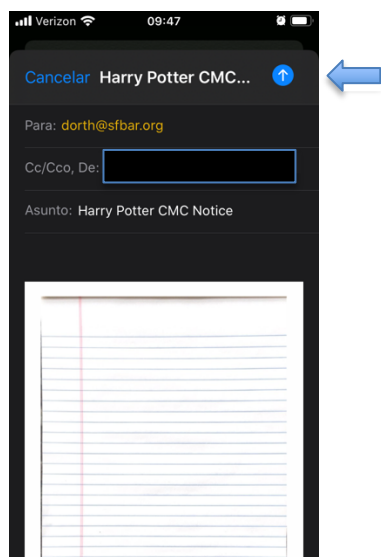 Verizon 09:47
Cancelar Harry Potter CMC...
Para: dorth@sfbar.org
Cc/Cco, De:
Asunto: Harry Potter CMC Notice